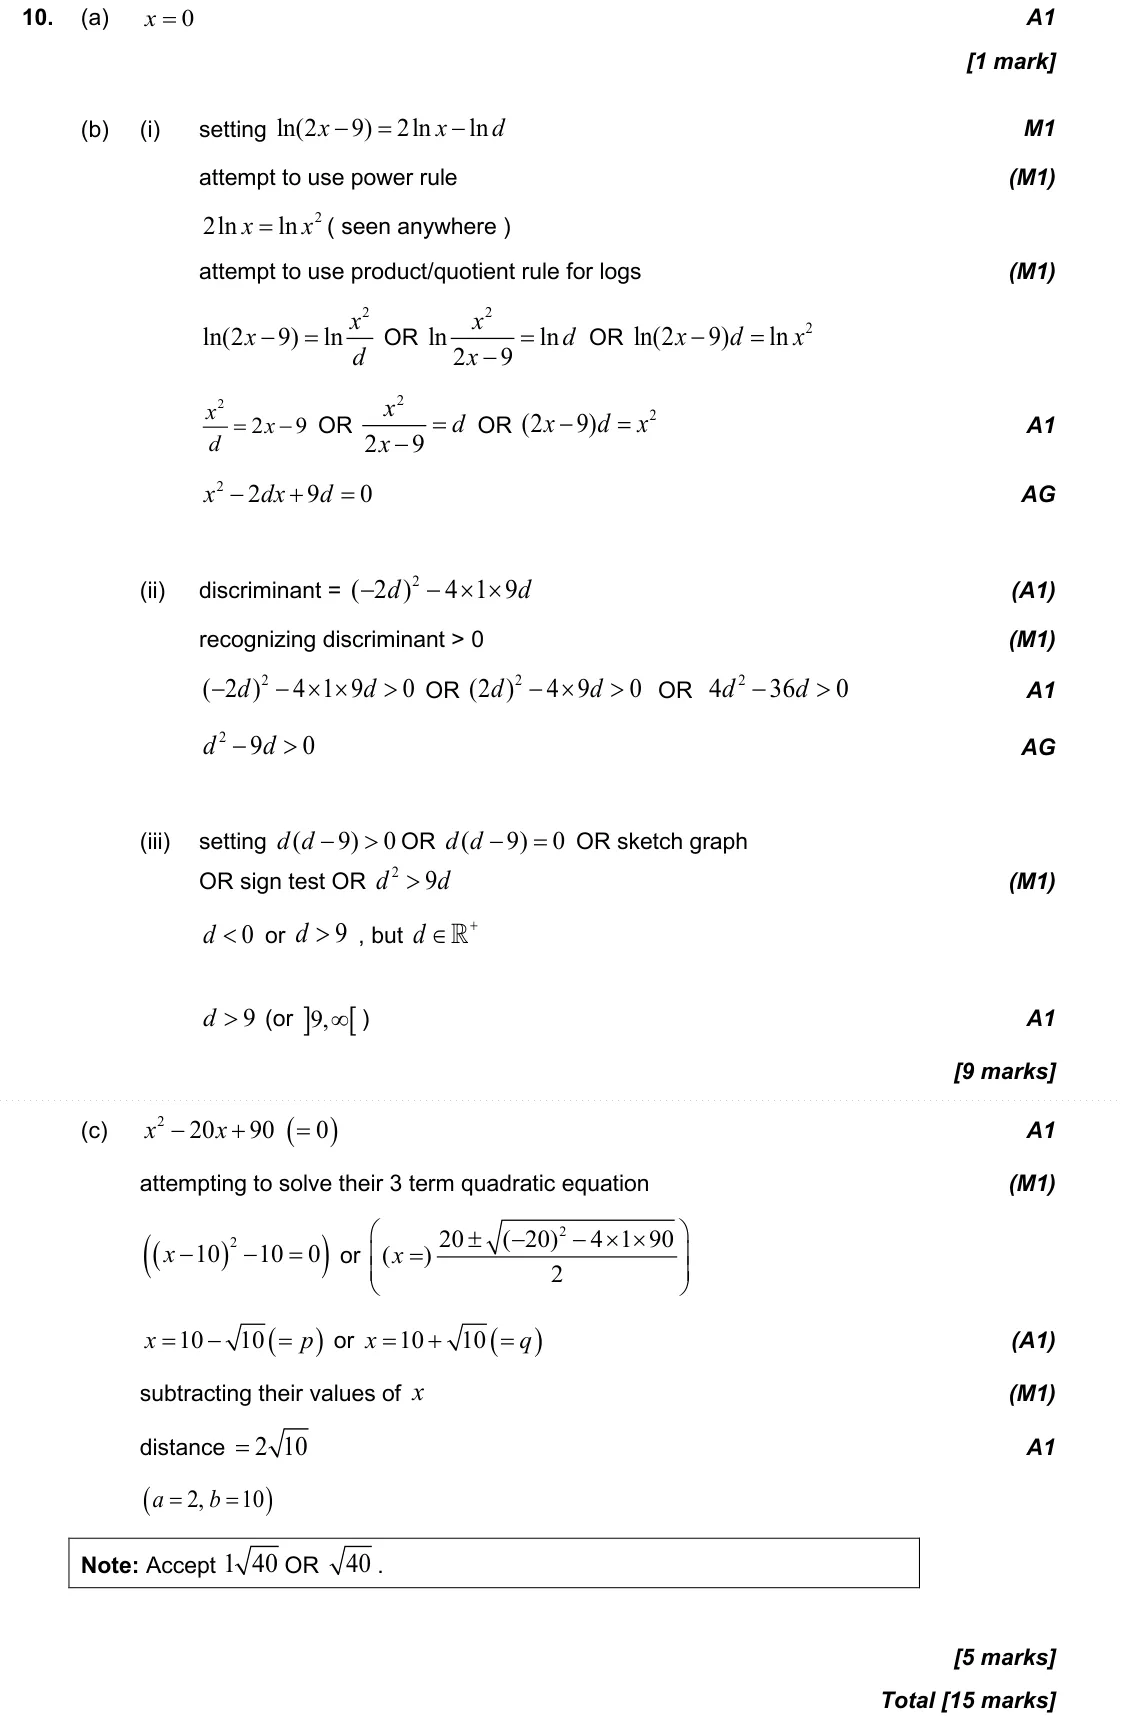 10. (a) x = 0 A1
[1 mark]
(b) (i) setting ln(2x − 9) = 2 ln x − ln d M1
attempt to use power rule (M1)
2 ln x = ln x² ( seen anywhere )
attempt to use product/quotient rule for logs (M1)
ln(2x − 9) = ln x²/d OR ln x²/(2x − 9) = ln d OR ln(2x − 9)d = ln x²
x²/d = 2x − 9 OR x²/(2x − 9) = d OR (2x − 9)d = x² A1
x² − 2dx + 9d = 0 AG
(ii) discriminant = (−2d)² − 4×1×9d (A1)
recognizing discriminant > 0 (M1)
(−2d)² − 4×1×9d > 0 OR (2d)² − 4×9d > 0 OR 4d² − 36d > 0 A1
d² − 9d > 0 AG
(iii) setting d(d − 9) > 0 OR d(d − 9) = 0 OR sketch graph
OR sign test OR d² > 9d (M1)
d < 0 or d > 9 , but d ∈ ℝ⁺
d > 9 (or ]9, ∞[ ) A1
[9 marks]
(c) x² − 20x + 90 (= 0) A1
attempting to solve their 3 term quadratic equation (M1)
((x − 10)² − 10 = 0) or ((x =) (20 ± √((−20)² − 4×1×90))/2)
x = 10 − √10 (= p) or x = 10 + √10 (= q) (A1)
subtracting their values of x (M1)
distance = 2√10 A1
(a = 2, b = 10)
Note: Accept 1√40 OR √40 .
[5 marks]
Total [15 marks]